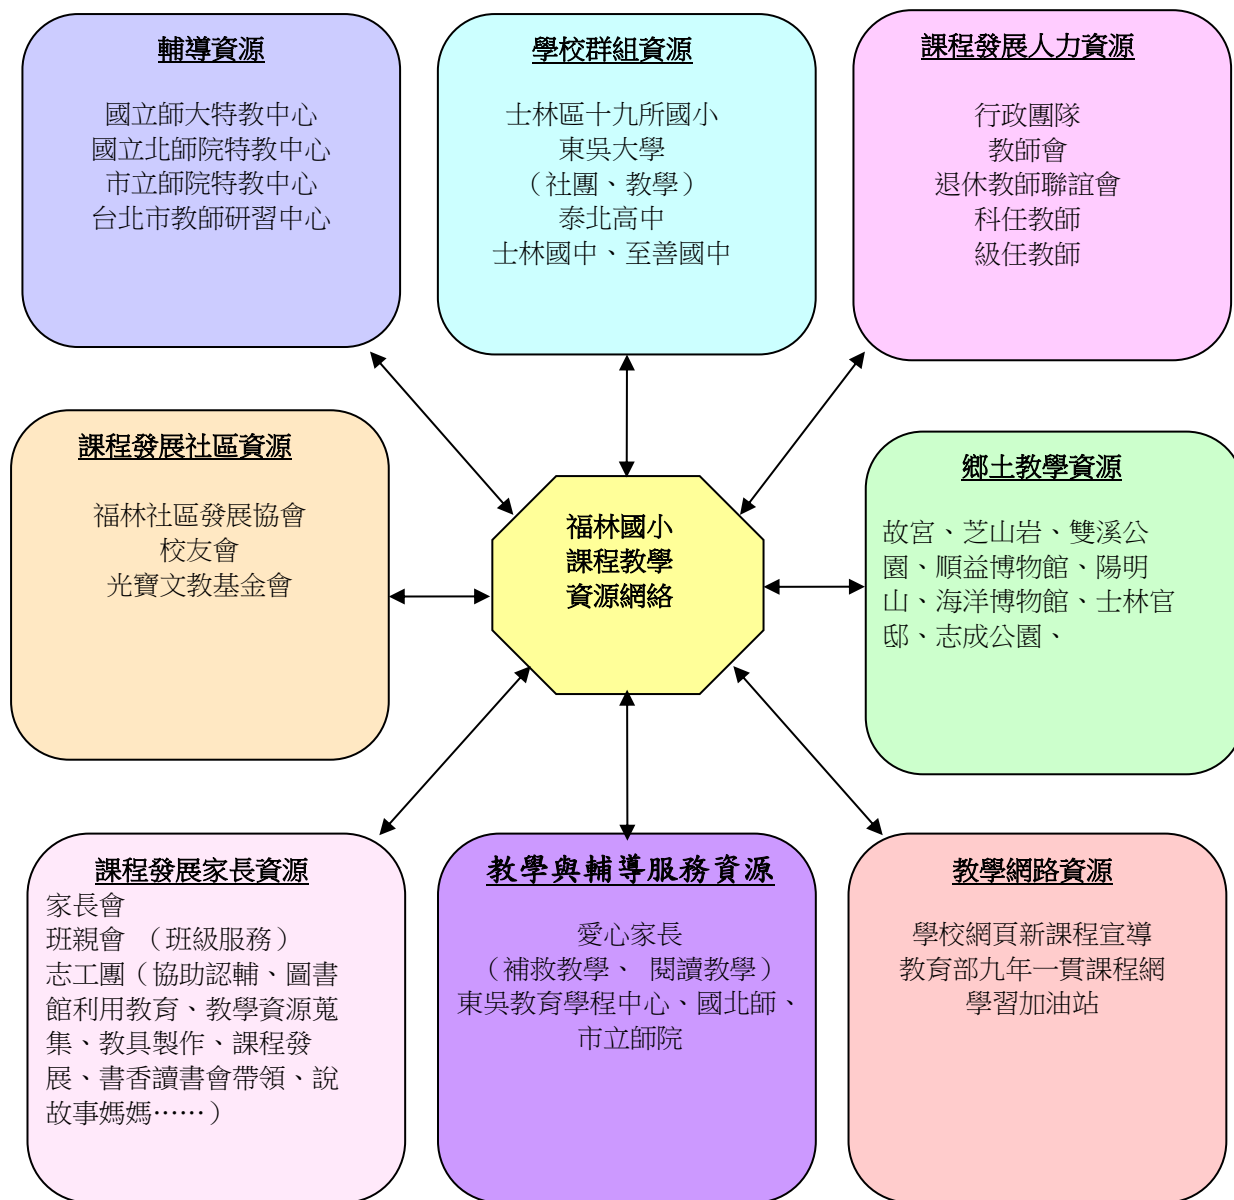 輔導資源
國立師大特教中心
國立北師院特教中心
市立師院特教中心
台北市教師研習中心
學校群組資源
士林區十九所國小
東吳大學
（社團、教學）
泰北高中
士林國中、至善國中
課程發展人力資源
行政團隊
教師會
退休教師聯誼會
科任教師
級任教師
課程發展社區資源
福林社區發展協會
校友會
光寶文教基金會
福林國小
課程教學
資源網絡
鄉土教學資源
故宮、芝山岩、雙溪公
園、順益博物館、陽明
山、海洋博物館、士林官
邸、志成公園、
課程發展家長資源
家長會
班親會 （班級服務）
志工團（協助認輔、圖書
館利用教育、教學資源蒐
集、教具製作、課程發
展、書香讀書會帶領、說
故事媽媽……）
教學與輔導服務資源
愛心家長
（補救教學、 閱讀教學）
東吳教育學程中心、國北師、
市立師院
教學網路資源
學校網頁新課程宣導
教育部九年一貫課程網
學習加油站